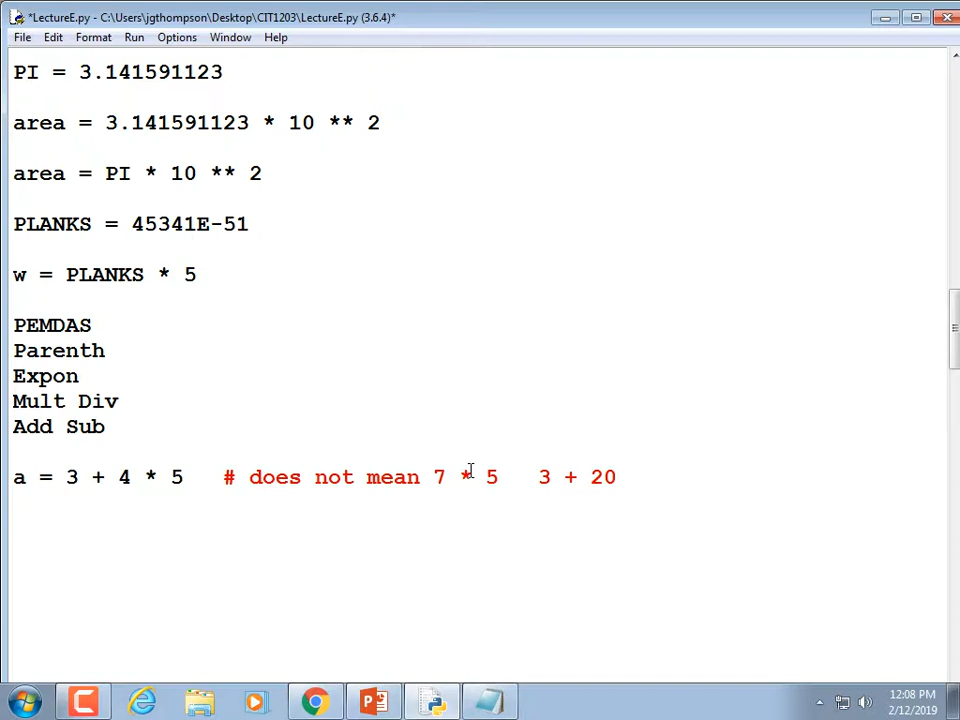 *LectureE.py - C:\Users\jgthompson\Desktop\CIT1203\LectureE.py (3.6.4)*
File Edit Format Run Options Window Help
PI = 3.141591123
area = 3.141591123 * 10 ** 2
area = PI * 10 ** 2
PLANKS = 45341E-51
w = PLANKS * 5
PEMDAS
Parenth
Expon
Mult Div
Add Sub
a = 3 + 4 * 5   # does not mean 7 * 5   3 + 20
12:08 PM
2/12/2019